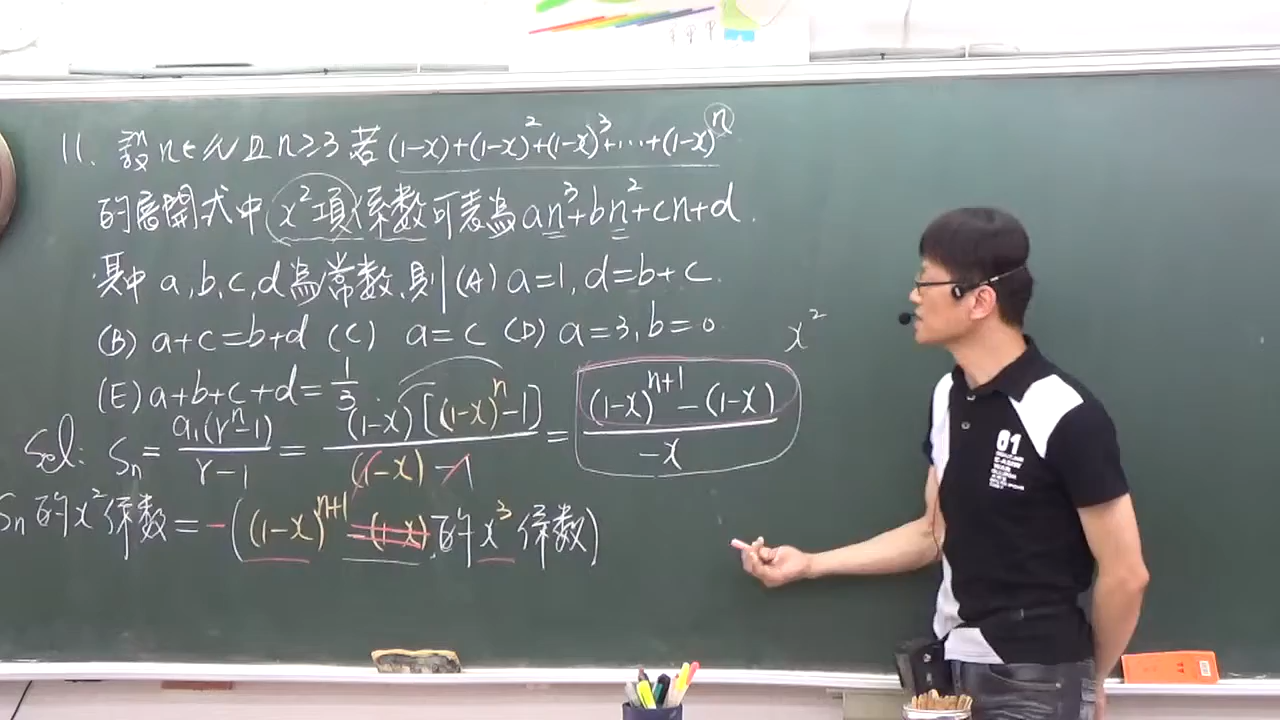 11. 設 n∈N 且 n≥3 若 (1-x)+(1-x)²+(1-x)³+…+(1-x)ⁿ
的展開式中 x²項係數可表為 an³+bn²+cn+d.
其中 a,b,c,d 為常數,則 (A) a=1, d=b+c.
(B) a+c=b+d (C) a=c (D) a=3, b=0.
x²
(E) a+b+c+d=1/3.
Sol: Sₙ = a₁(rⁿ-1)/(r-1) = (1-x)[(1-x)ⁿ-1]/((1-x)-1) = ((1-x)ⁿ⁺¹-(1-x))/(-x)
Sₙ 的 x² 係數 = -((1-x)ⁿ⁺¹ -(1-x) 的 x³ 係數)
01